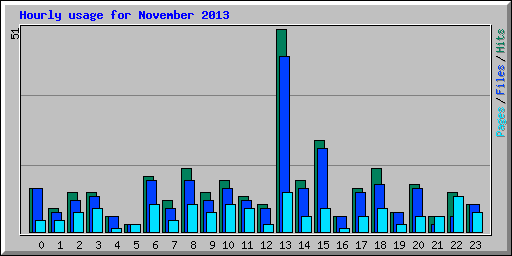 Hourly usage for November 2013
51
Pages / Files / Hits
0 1 2 3 4 5 6 7 8 9 10 11 12 13 14 15 16 17 18 19 20 21 22 23